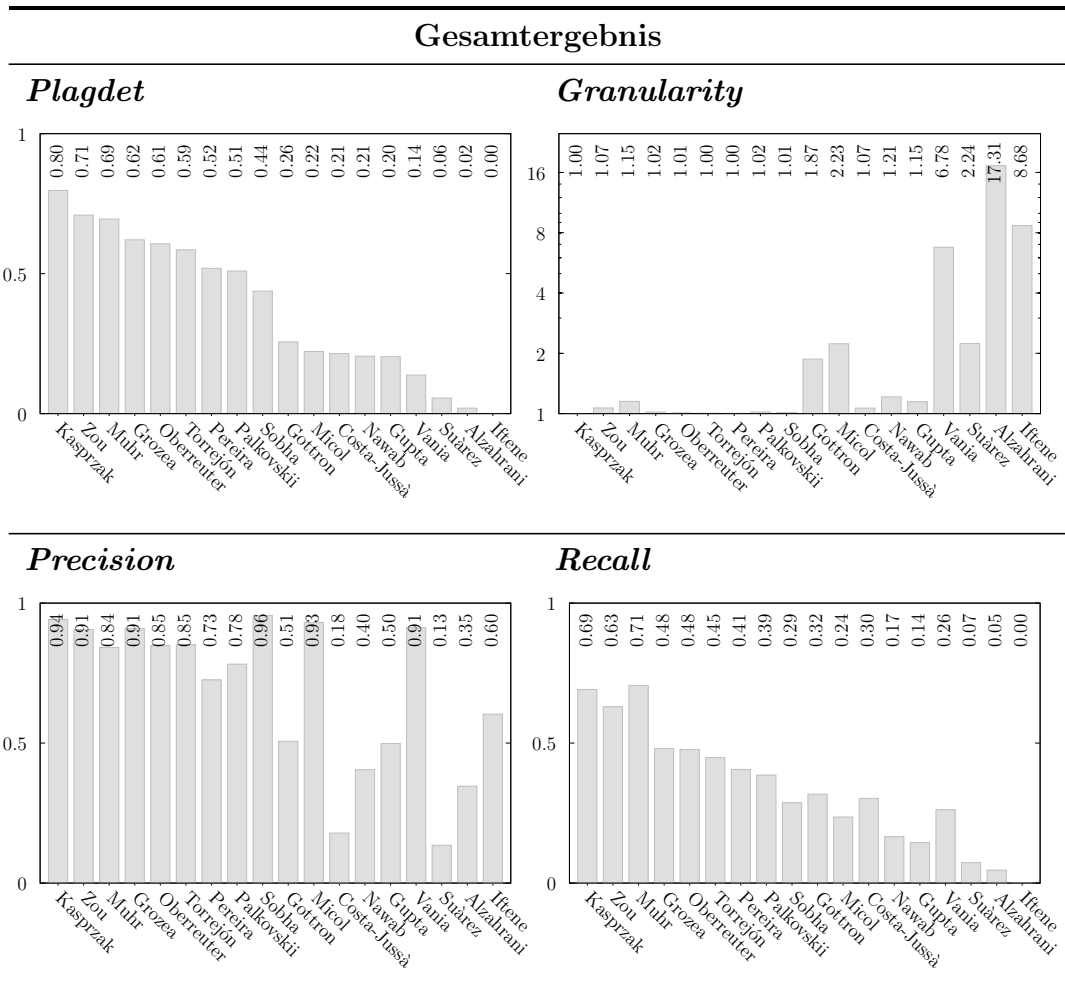 Gesamtergebnis
Plagdet
1
0.5
0
0.80 0.71 0.69 0.62 0.61 0.59 0.52 0.51 0.44 0.26 0.22 0.21 0.21 0.20 0.14 0.06 0.02 0.00
Kasprzak Zou Muhr Grozea Oberreuter Torrejón Pereira Palkovskii Sobha Gottron Micol Costa-Jussà Nawab Gupta Vania Suàrez Alzahrani Iftene
Granularity
16
8
4
2
1
1.00 1.07 1.15 1.02 1.01 1.00 1.00 1.02 1.01 1.87 2.23 1.07 1.21 1.15 6.78 2.24 17.31 8.68
Kasprzak Zou Muhr Grozea Oberreuter Torrejón Pereira Palkovskii Sobha Gottron Micol Costa-Jussà Nawab Gupta Vania Suàrez Alzahrani Iftene
Precision
1
0.5
0
0.94 0.91 0.84 0.91 0.85 0.85 0.73 0.78 0.96 0.51 0.93 0.18 0.40 0.50 0.91 0.13 0.35 0.60
Kasprzak Zou Muhr Grozea Oberreuter Torrejón Pereira Palkovskii Sobha Gottron Micol Costa-Jussà Nawab Gupta Vania Suàrez Alzahrani Iftene
Recall
1
0.5
0
0.69 0.63 0.71 0.48 0.48 0.45 0.41 0.39 0.29 0.32 0.24 0.30 0.17 0.14 0.26 0.07 0.05 0.00
Kasprzak Zou Muhr Grozea Oberreuter Torrejón Pereira Palkovskii Sobha Gottron Micol Costa-Jussà Nawab Gupta Vania Suàrez Alzahrani Iftene